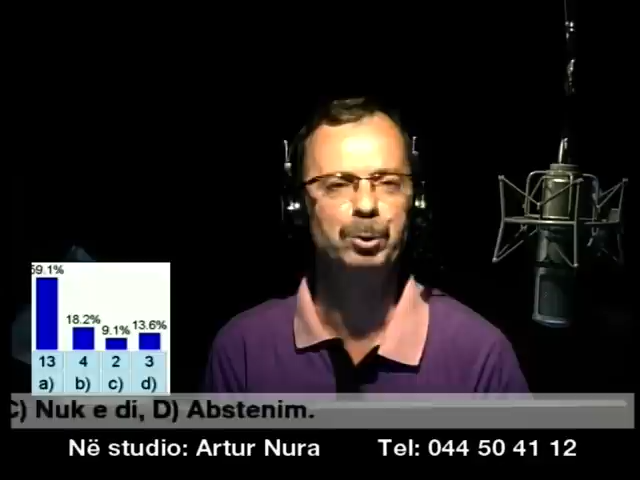 59.1%
18.2%
9.1%
13.6%
13 4 2 3
a) b) c) d)
C) Nuk e di, D) Abstenim.
Në studio: Artur Nura Tel: 044 50 41 12